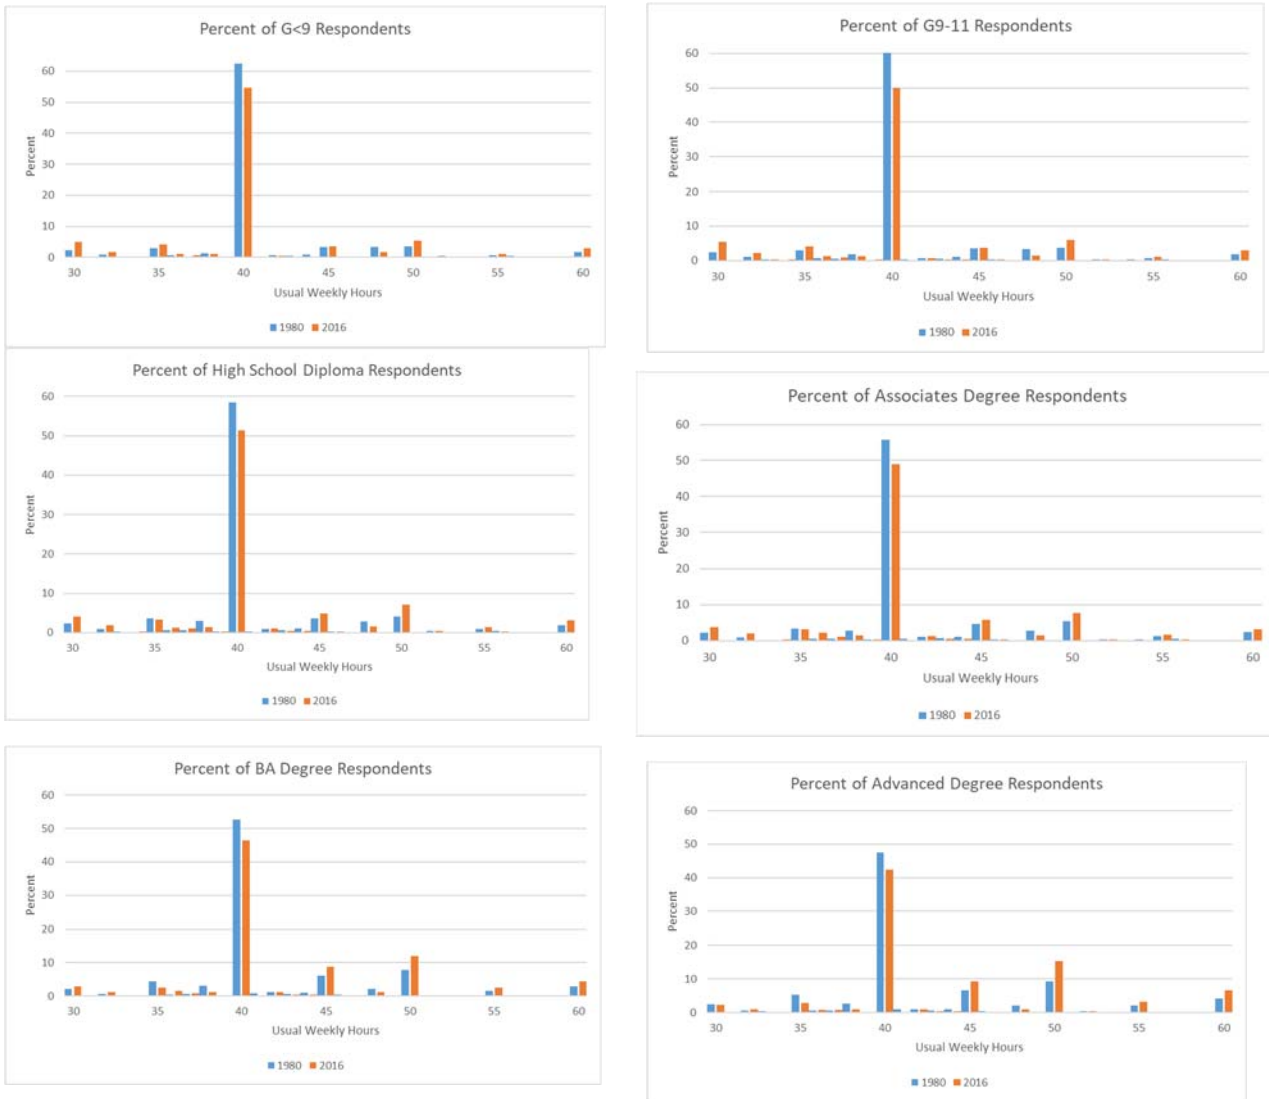 Percent of G<9 Respondents
60
50
40
30
20
10
0
Percent
30 35 40 45 50 55 60
Usual Weekly Hours
1980 2016
Percent of G9-11 Respondents
60
50
40
30
20
10
0
Percent
30 35 40 45 50 55 60
Usual Weekly Hours
1980 2016
Percent of High School Diploma Respondents
60
50
40
30
20
10
0
Percent
30 35 40 45 50 55 60
Usual Weekly Hours
1980 2016
Percent of Associates Degree Respondents
60
50
40
30
20
10
0
Percent
30 35 40 45 50 55 60
Usual Weekly Hours
1980 2016
Percent of BA Degree Respondents
60
50
40
30
20
10
0
Percent
30 35 40 45 50 55 60
Usual Weekly Hours
1980 2016
Percent of Advanced Degree Respondents
60
50
40
30
20
10
0
Percent
30 35 40 45 50 55 60
Usual Weekly Hours
1980 2016